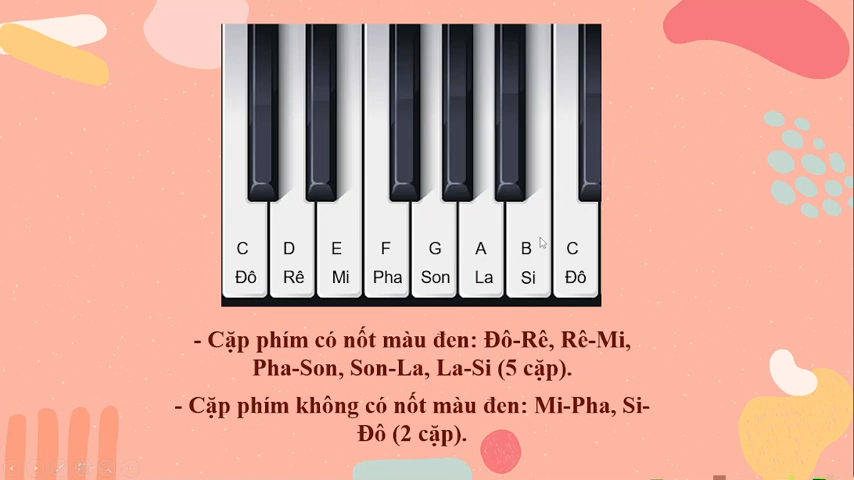 C D E F G A B C
Đô Rê Mi Pha Son La Si Đô
- Cặp phím có nốt màu đen: Đô-Rê, Rê-Mi,
Pha-Son, Son-La, La-Si (5 cặp).
- Cặp phím không có nốt màu đen: Mi-Pha, Si-
Đô (2 cặp).